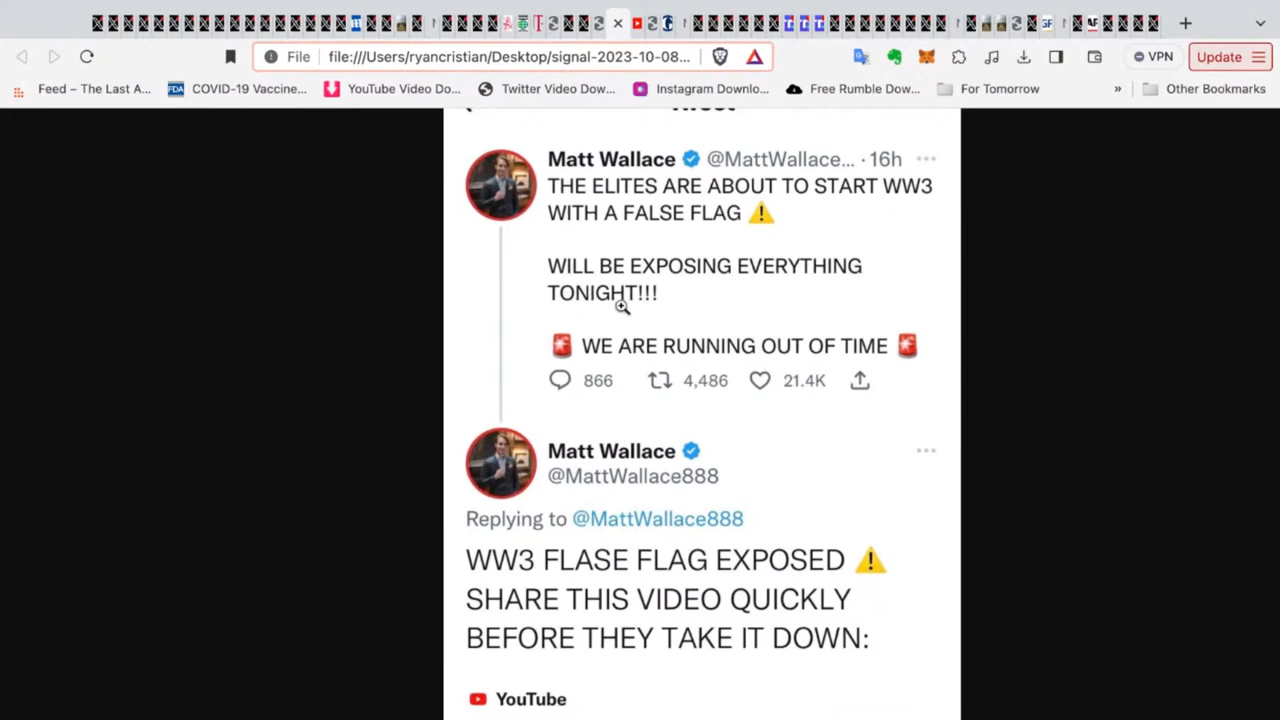 File file:///Users/ryancristian/Desktop/signal-2023-10-08...
VPN
Update
Feed – The Last A...
FDA
COVID-19 Vaccine...
YouTube Video Do...
Twitter Video Dow...
Instagram Downlo...
Free Rumble Dow...
For Tomorrow
»
Other Bookmarks
Matt Wallace @MattWallace... · 16h
THE ELITES ARE ABOUT TO START WW3
WITH A FALSE FLAG ⚠️
WILL BE EXPOSING EVERYTHING
TONIGHT!!!
🚨 WE ARE RUNNING OUT OF TIME 🚨
866 4,486 21.4K
Matt Wallace
@MattWallace888
Replying to @MattWallace888
WW3 FLASE FLAG EXPOSED ⚠️
SHARE THIS VIDEO QUICKLY
BEFORE THEY TAKE IT DOWN:
YouTube